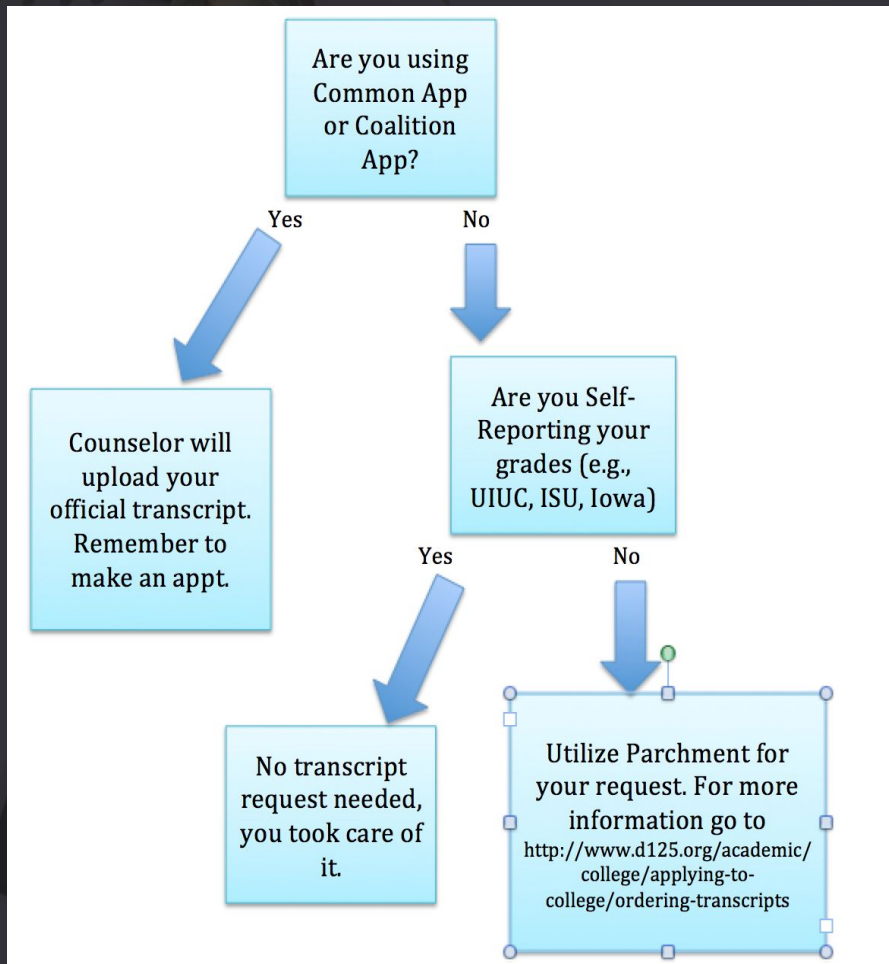 Are you using
Common App
or Coalition
App?
Yes
No
Counselor will
upload your
official transcript.
Remember to
make an appt.
Are you Self-
Reporting your
grades (e.g.,
UIUC, ISU, Iowa)
Yes
No
No transcript
request needed,
you took care of
it.
Utilize Parchment for
your request. For more
information go to
http://www.d125.org/academic/
college/applying-to-
college/ordering-transcripts